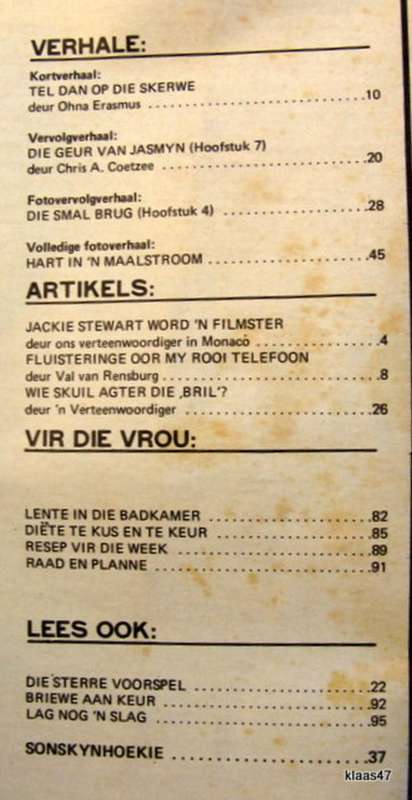 VERHALE:
Kortverhaal:
TEL DAN OP DIE SKERWE
deur Ohna Erasmus ..............................10
Vervolgverhaal:
DIE GEUR VAN JASMYN (Hoofstuk 7)
deur Chris A. Coetzee ..............................20
Fotovervolgverhaal:
DIE SMAL BRUG (Hoofstuk 4) ......................28
Volledige fotoverhaal:
HART IN 'N MAALSTROOM ........................45
ARTIKELS:
JACKIE STEWART WORD 'N FILMSTER
deur ons verteenwoordiger in Monaco ..................4
FLUISTERINGE OOR MY ROOI TELEFOON
deur Val van Rensburg ..............................8
WIE SKUIL AGTER DIE ‚BRIL'?
deur 'n Verteenwoordiger ..........................26
VIR DIE VROU:
LENTE IN DIE BADKAMER ........................82
DIËTE TE KUS EN TE KEUR ........................85
RESEP VIR DIE WEEK ............................89
RAAD EN PLANNE ..............................91
LEES OOK:
DIE STERRE VOORSPEL ..........................22
BRIEWE AAN KEUR ..............................92
LAG NOG 'N SLAG ..............................95
SONSKYNHOEKIE ..............................37
klaas47